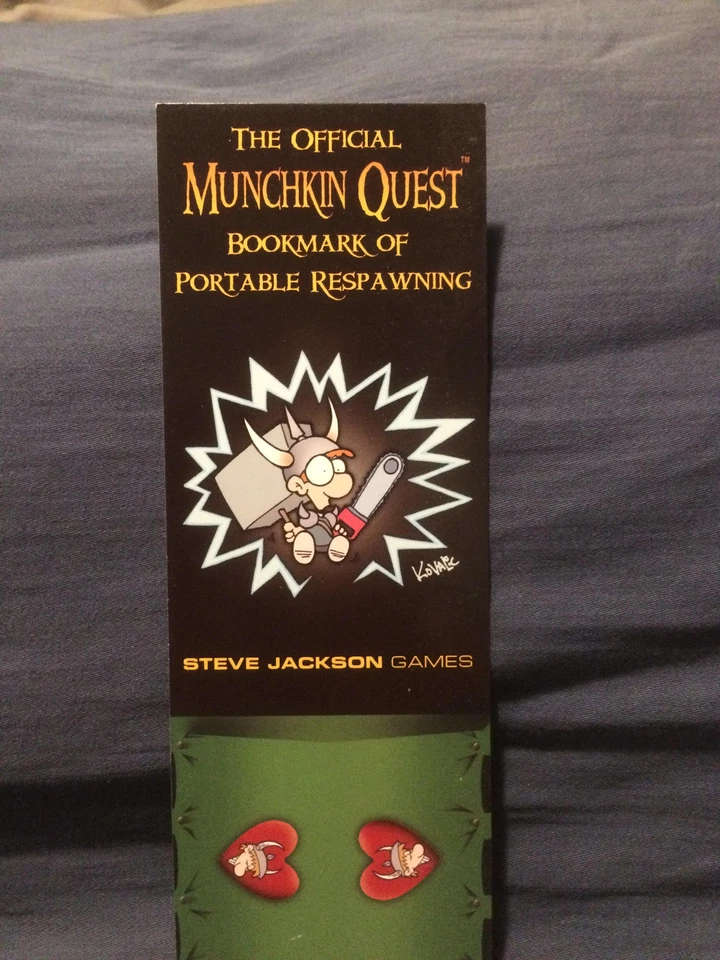 The Official
Munchkin Quest™
Bookmark of
Portable Respawning
Kovalic
STEVE JACKSON GAMES